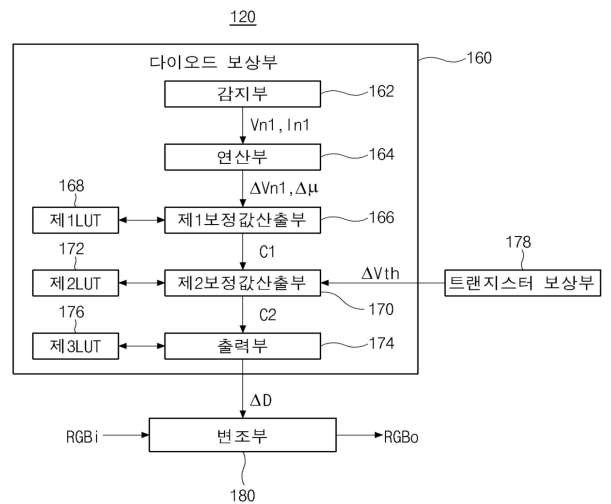 120
160
다이오드 보상부
감지부
162
Vn1, In1
연산부
164
ΔVn1, Δμ
168
제1LUT
제1보정값산출부
166
C1
172
178
제2LUT
제2보정값산출부
ΔVth
트랜지스터 보상부
170
C2
176
제3LUT
출력부
174
ΔD
RGBi
변조부
RGBo
180